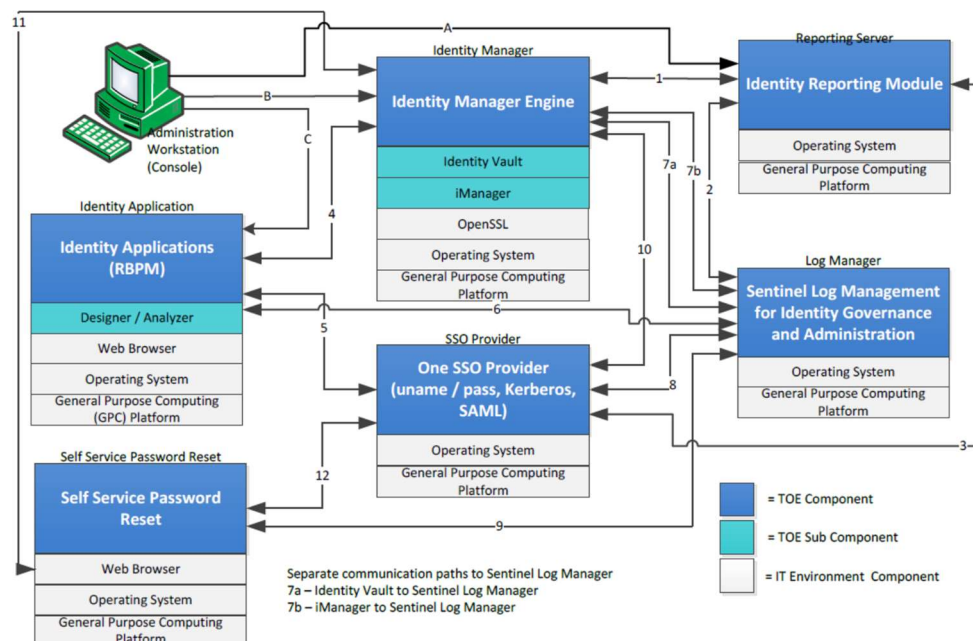 11
A
Identity Manager
Reporting Server
Identity Manager Engine
1
Identity Reporting Module
B
Administration
Workstation
(Console)
C
7a
7b
2
Identity Vault
iManager
OpenSSL
Operating System
General Purpose Computing
Platform
Operating System
General Purpose Computing
Platform
4
10
Identity Application
Identity Applications
(RBPM)
Designer / Analyzer
Web Browser
Operating System
General Purpose Computing
(GPC) Platform
5
6
Log Manager
Sentinel Log Management
for Identity Governance
and Administration
Operating System
General Purpose Computing
Platform
SSO Provider
One SSO Provider
(uname / pass, Kerberos,
SAML)
Operating System
General Purpose Computing
Platform
8
3
12
9
Self Service Password Reset
Self Service Password
Reset
Web Browser
Operating System
General Purpose Computing
Platform
Separate communication paths to Sentinel Log Manager
7a – Identity Vault to Sentinel Log Manager
7b – iManager to Sentinel Log Manager
= TOE Component
= TOE Sub Component
= IT Environment Component